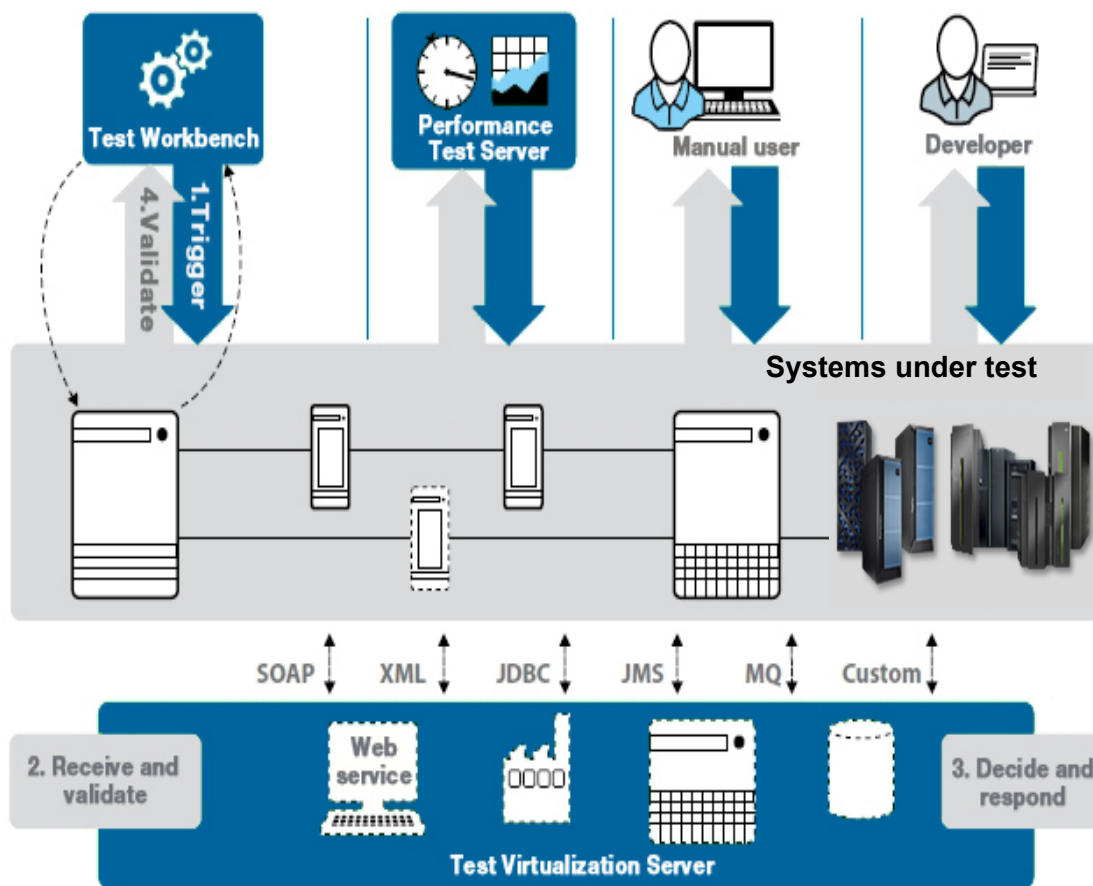 Test Workbench
Performance
Test Server
Manual user
Developer
4.Validate
1.Trigger
Systems under test
SOAP
XML
JDBC
JMS
MQ
Custom
2. Receive and
validate
Web
service
3. Decide and
respond
Test Virtualization Server